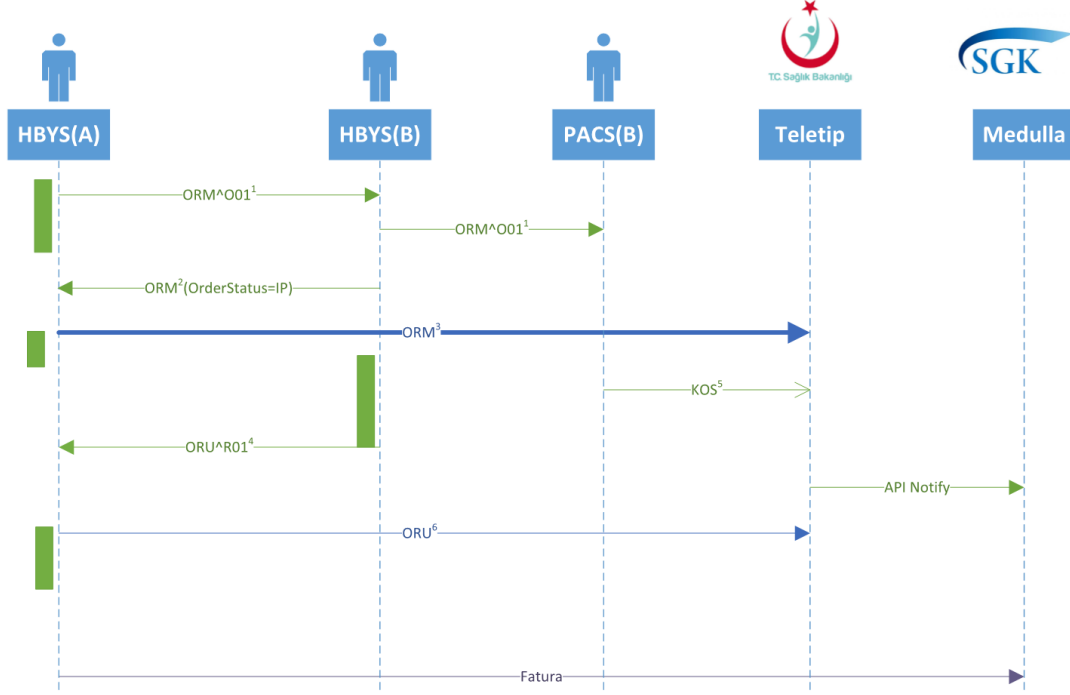 T.C. Sağlık Bakanlığı
SGK
HBYS(A)
HBYS(B)
PACS(B)
Teletip
Medulla
ORM^O01¹
ORM^O01¹
ORM²(OrderStatus=IP)
ORM³
KOS⁵
ORU^R01⁴
API Notify
ORU⁶
Fatura